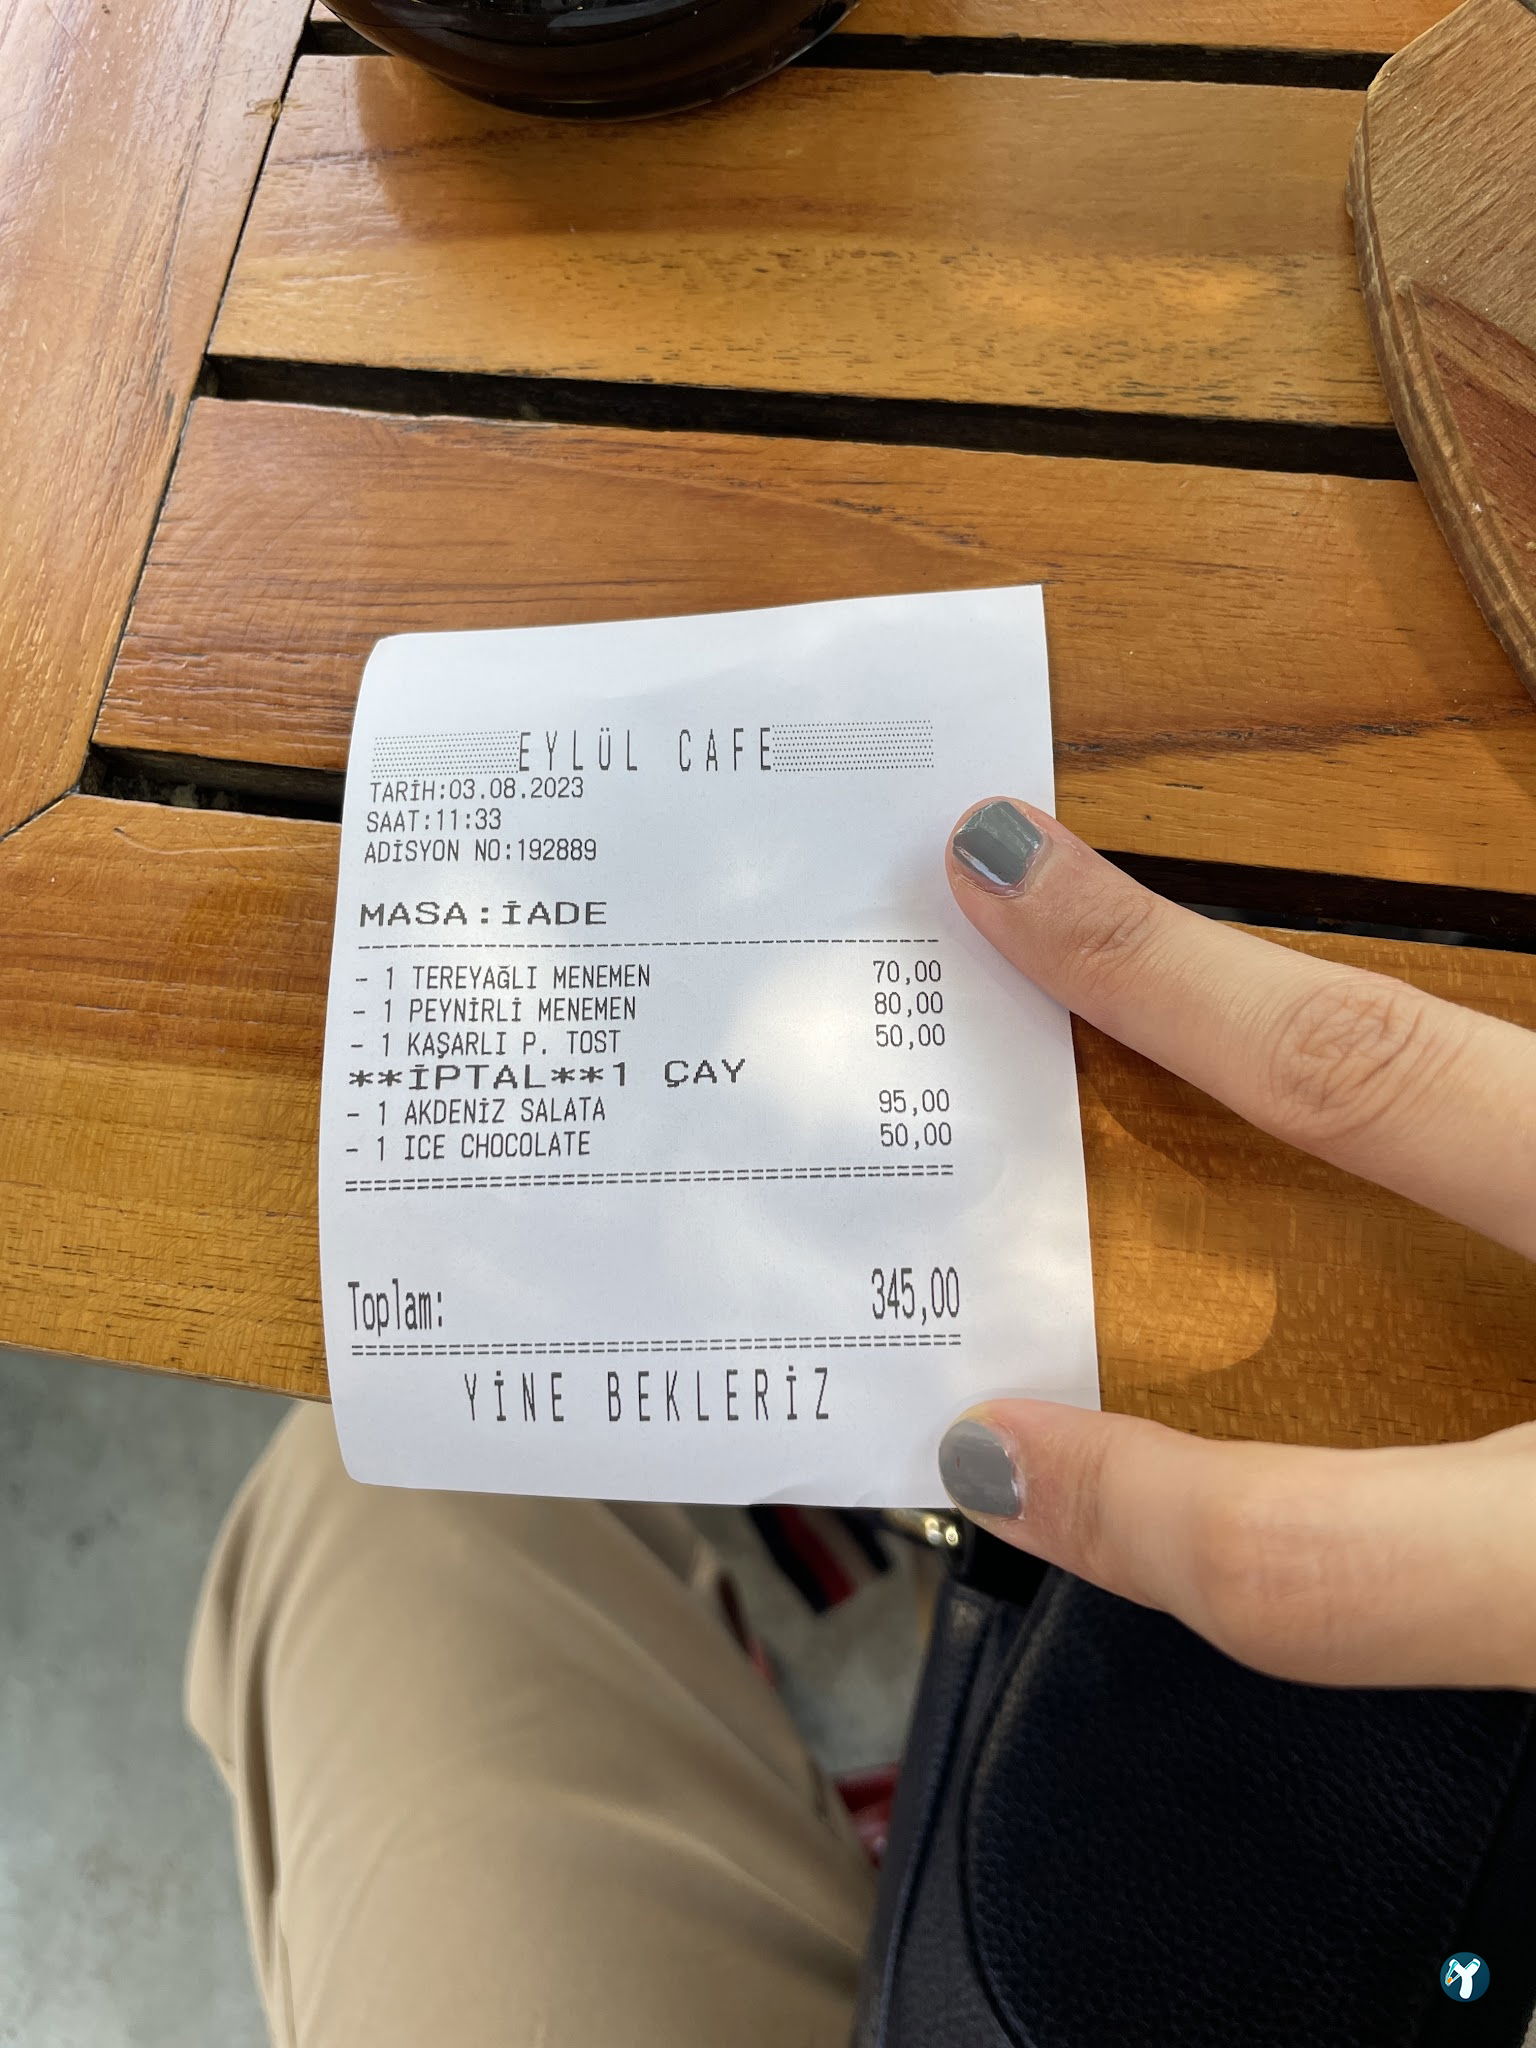 EYLÜL CAFE
TARİH:03.08.2023
SAAT:11:33
ADİSYON NO:192889
MASA:İADE
- 1 TEREYAĞLI MENEMEN 70,00
- 1 PEYNİRLİ MENEMEN 80,00
- 1 KAŞARLI P. TOST 50,00
**İPTAL**1 ÇAY
- 1 AKDENİZ SALATA 95,00
- 1 ICE CHOCOLATE 50,00
Toplam: 345,00
YİNE BEKLERİZ